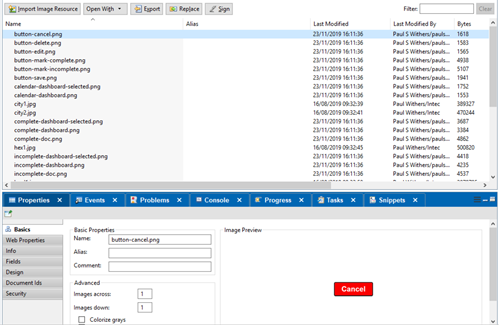 Import Image Resource Open With Export Replace Sign Filter: Clear
Name Alias Last Modified Last Modified By Bytes
button-cancel.png 23/11/2019 16:11:36 Paul S Withers/pauls... 1618
button-delete.png 23/11/2019 16:11:36 Paul S Withers/pauls... 1583
button-edit.png 23/11/2019 16:11:36 Paul S Withers/pauls... 1565
button-mark-complete.png 23/11/2019 16:11:36 Paul S Withers/pauls... 4938
button-mark-incomplete.png 23/11/2019 16:11:36 Paul S Withers/pauls... 5107
button-save.png 23/11/2019 16:11:36 Paul S Withers/pauls... 1941
calendar-dashboard-selected.png 23/11/2019 16:11:36 Paul S Withers/pauls... 1752
calendar-dashboard.png 23/11/2019 16:11:36 Paul S Withers/pauls... 1553
city1.jpg 16/08/2019 09:32:39 Paul Withers/Intec 389327
city2.jpg 16/08/2019 09:32:41 Paul Withers/Intec 470244
complete-dashboard-selected.png 23/11/2019 16:11:36 Paul S Withers/pauls... 3687
complete-dashboard.png 23/11/2019 16:11:36 Paul S Withers/pauls... 3384
complete-doc.png 23/11/2019 16:11:36 Paul S Withers/pauls... 4862
hex1.jpg 16/08/2019 09:32:45 Paul Withers/Intec 500820
incomplete-dashboard-selected.png 23/11/2019 16:11:36 Paul S Withers/pauls... 4418
incomplete-dashboard.png 23/11/2019 16:11:36 Paul S Withers/pauls... 4235
incomplete-doc.png 23/11/2019 16:11:36 Paul S Withers/pauls... 4537
Properties Events Problems Console Progress Tasks Snippets
Basics
Web Properties
Info
Fields
Design
Document Ids
Security
Basic Properties
Name: button-cancel.png
Alias:
Comment:
Advanced
Images across: 1
Images down: 1
Colorize grays
Image Preview
Cancel